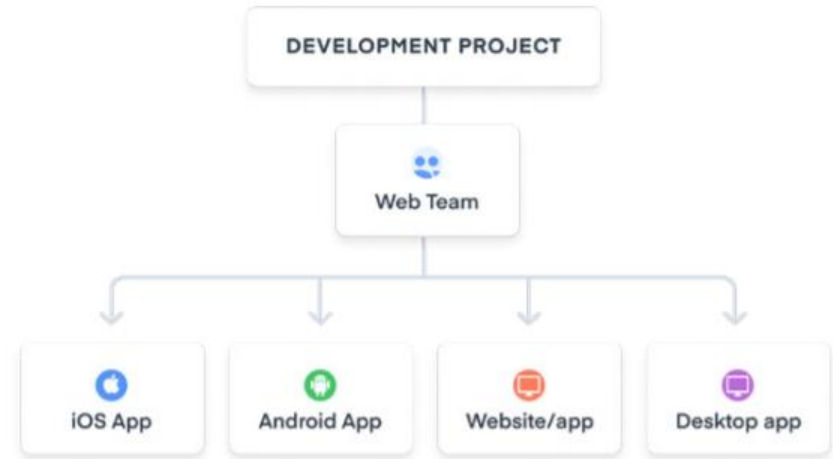 DEVELOPMENT PROJECT
Web Team
iOS App
Android App
Website/app
Desktop app